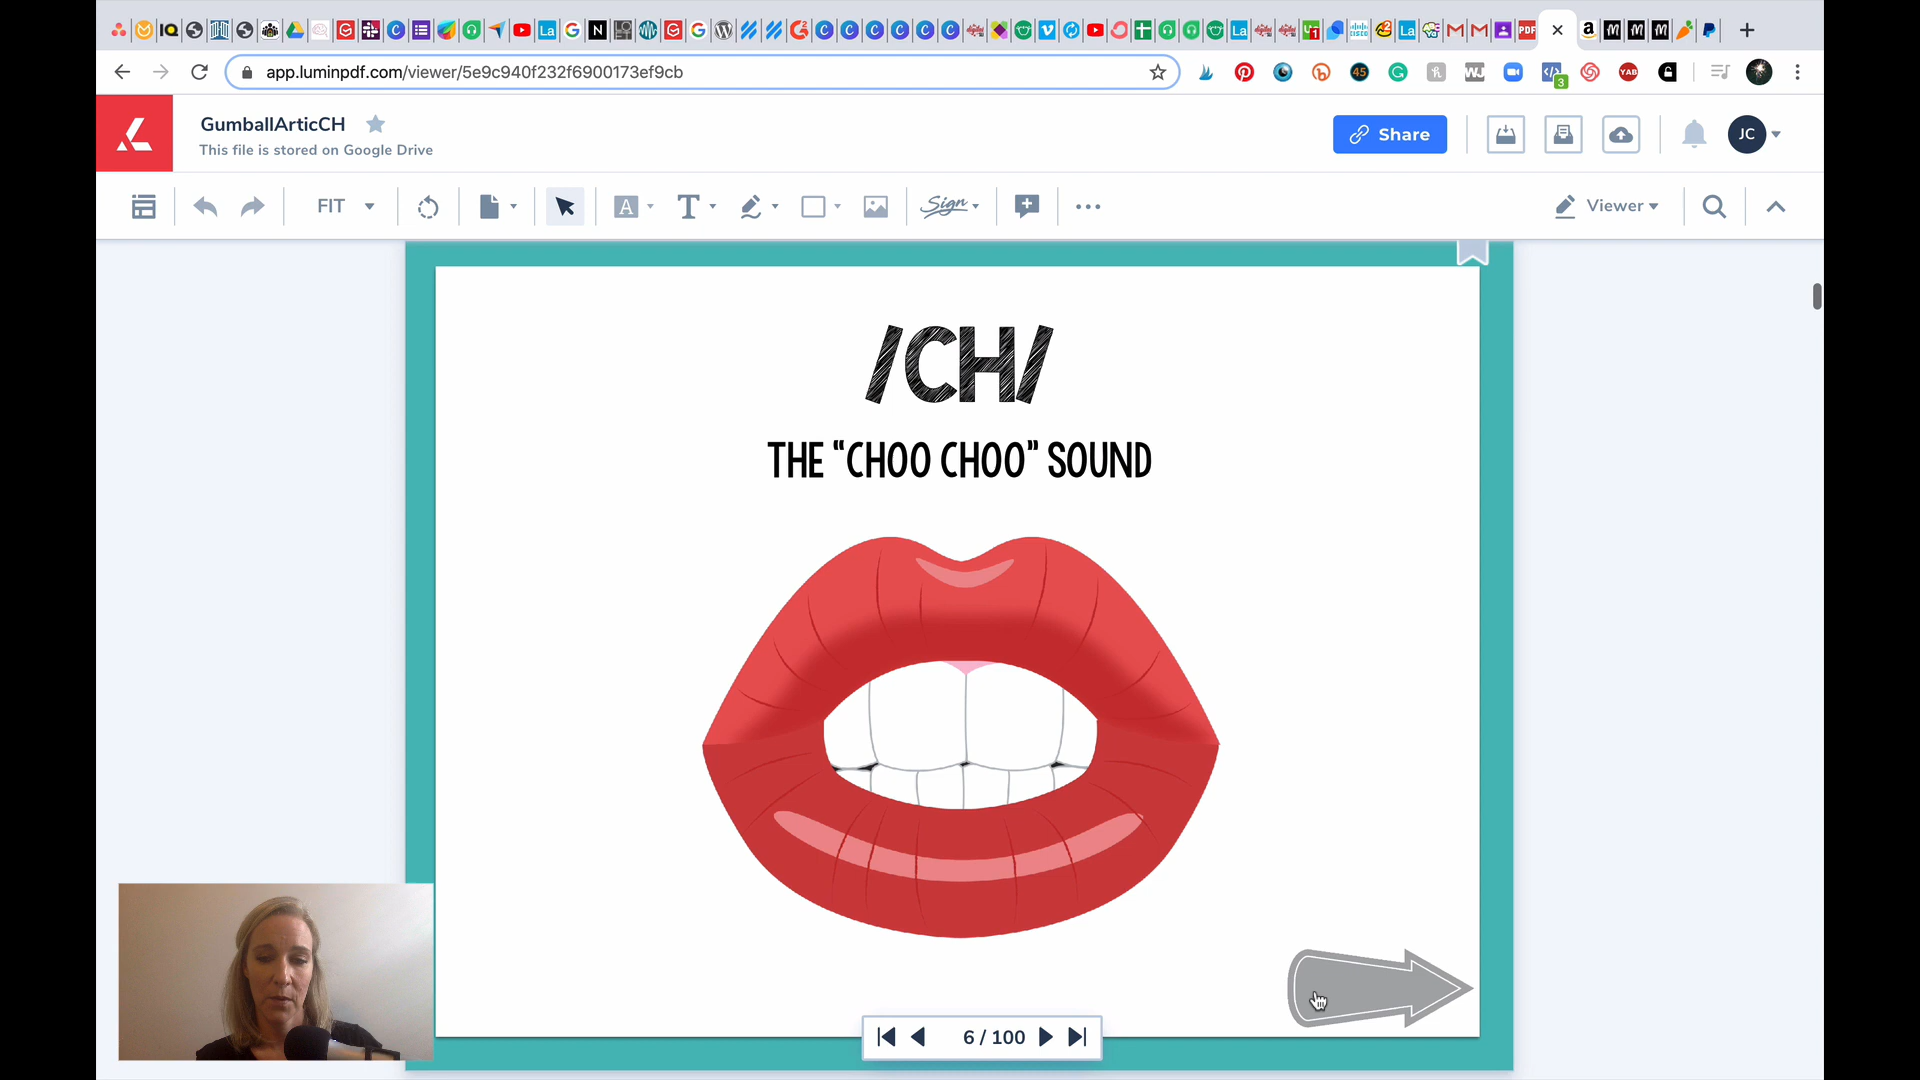 app.luminpdf.com/viewer/5e9c940f232f6900173ef9cb
GumballArticCH
This file is stored on Google Drive
Share
JC
FIT
A
T
Sign
Viewer
/CH/
THE “CHOO CHOO” SOUND
6 / 100